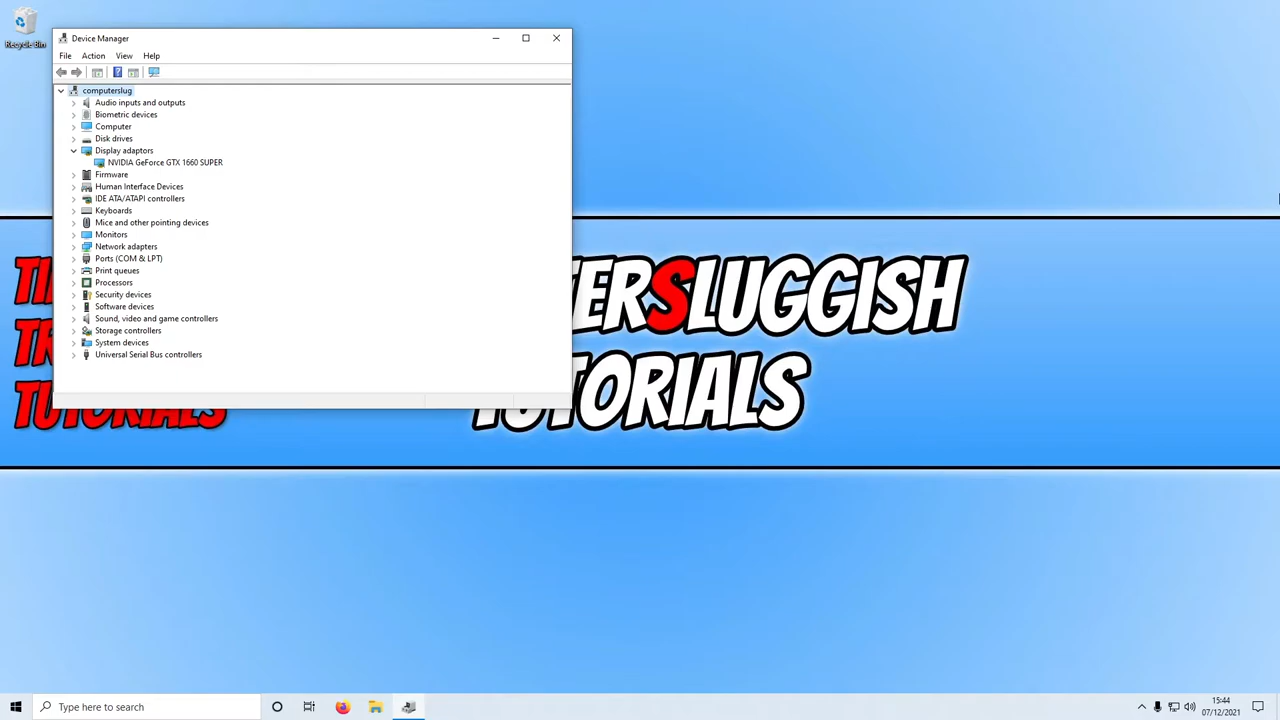 Recycle Bin
Device Manager
File Action View Help
computerslug
Audio inputs and outputs
Biometric devices
Computer
Disk drives
Display adaptors
NVIDIA GeForce GTX 1660 SUPER
Firmware
Human Interface Devices
IDE ATA/ATAPI controllers
Keyboards
Mice and other pointing devices
Monitors
Network adapters
Ports (COM & LPT)
Print queues
Processors
Security devices
Software devices
Sound, video and game controllers
Storage controllers
System devices
Universal Serial Bus controllers
ERSLUGGISH
TUTORIALS
TUTORIALS
Type here to search
15:44
07/12/2021